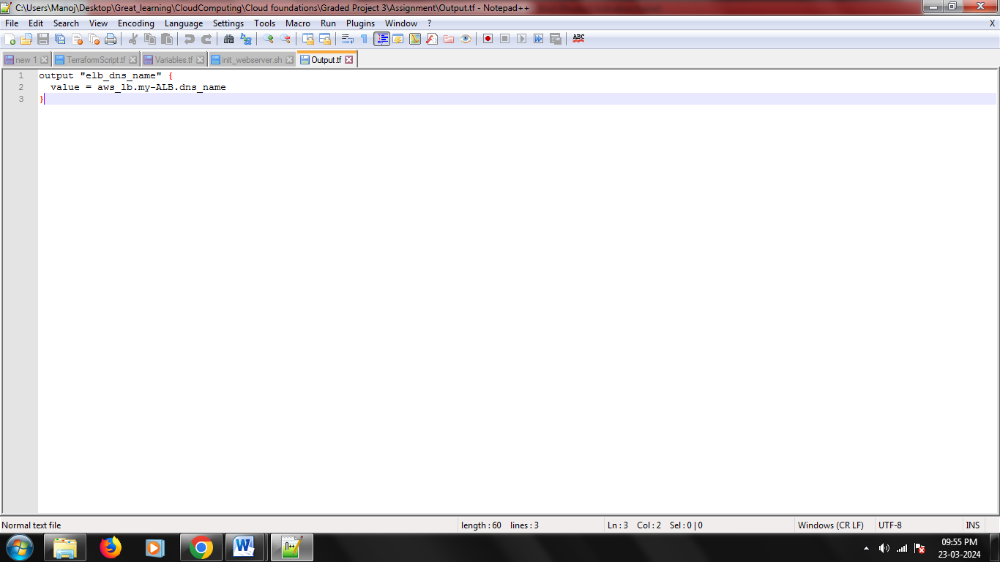 C:\Users\Manoj\Desktop\Great_learning\CloudComputing\Cloud foundations\Graded Project 3\Assignment\Output.tf - Notepad++
File Edit Search View Encoding Language Settings Tools Macro Run Plugins Window ? X
ABC
new 1 TerraformScript.tf Variables.tf init_webserver.sh Output.tf
1 output "elb_dns_name" {
2 value = aws_lb.my-ALB.dns_name
3 }
Normal text file length : 60 lines : 3 Ln : 3 Col : 2 Sel : 0 | 0 Windows (CR LF) UTF-8 INS
09:55 PM
23-03-2024